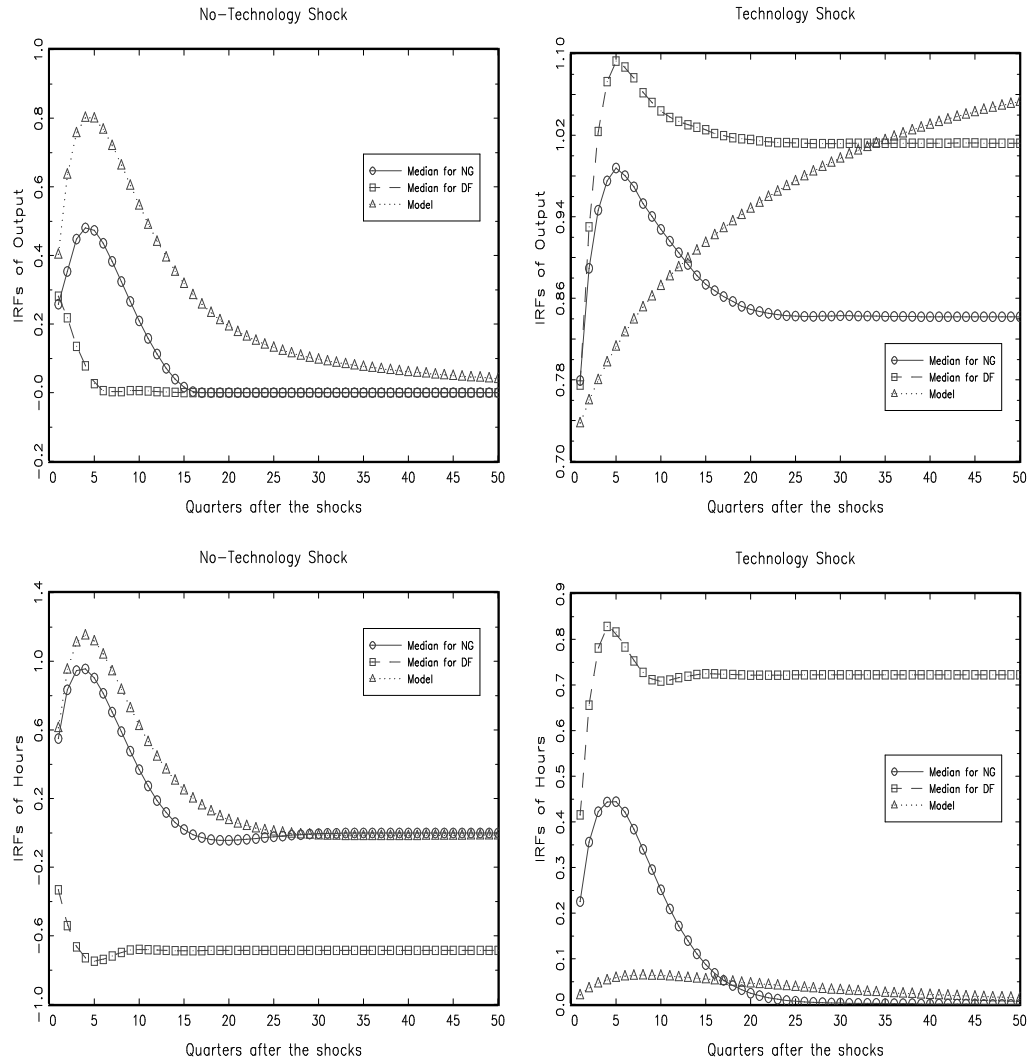 No-Technology Shock
IRFs of Output
1.0
0.8
0.6
0.4
0.2
-0.0
-0.2
Median for NG
Median for DF
Model
0 5 10 15 20 25 30 35 40 45 50
Quarters after the shocks
Technology Shock
IRFs of Output
1.10
1.02
0.94
0.86
0.78
0.70
Median for NG
Median for DF
Model
0 5 10 15 20 25 30 35 40 45 50
Quarters after the shocks
No-Technology Shock
IRFs of Hours
1.4
1.0
0.6
0.2
-0.2
-0.6
-1.0
Median for NG
Median for DF
Model
0 5 10 15 20 25 30 35 40 45 50
Quarters after the shocks
Technology Shock
IRFs of Hours
0.9
0.8
0.7
0.6
0.5
0.4
0.3
0.2
0.1
0.0
Median for NG
Median for DF
Model
0 5 10 15 20 25 30 35 40 45 50
Quarters after the shocks